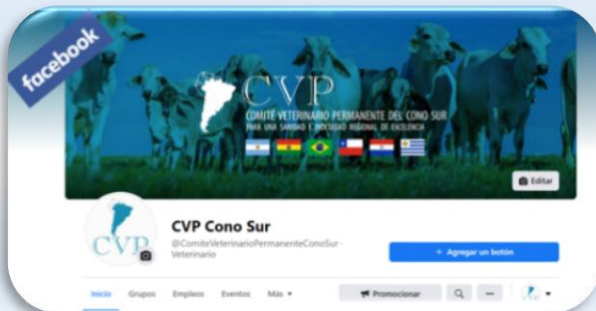 facebook
CVP
COMITÉ VETERINARIO PERMANENTE DEL CONO SUR
PARA UNA SANIDAD E INOCUIDAD REGIONAL DE EXCELENCIA
Editar
CVP
CVP Cono Sur
@ComiteVeterinarioPermanenteConoSur ·
Veterinario
+ Agregar un botón
Inicio Grupos Empleos Eventos Más Promocionar